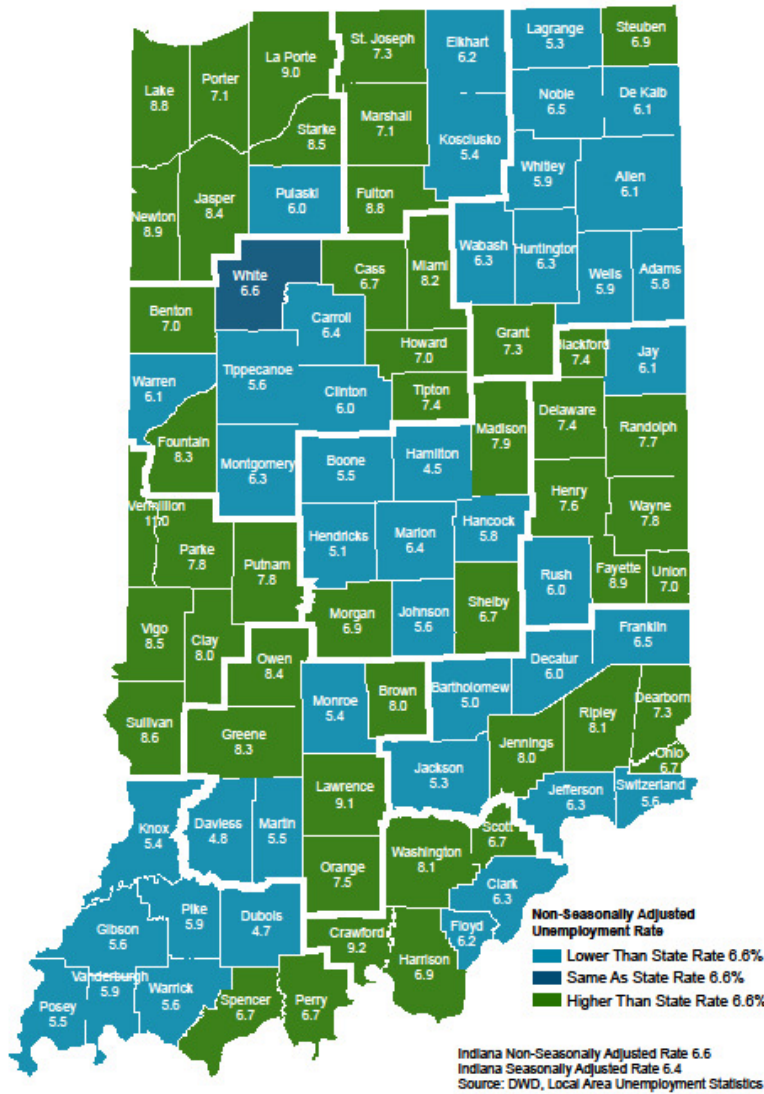 St. Joseph
7.3
Elkhart
6.2
Lagrange
5.3
Steuben
6.9
La Porte
9.0
Lake
8.8
Porter
7.1
Noble
6.5
De Kalb
6.1
Marshall
7.1
Starke
8.5
Kosciusko
5.4
Whitley
5.9
Allen
6.1
Newton
8.9
Jasper
8.4
Pulaski
6.0
Fulton
8.8
Wabash
6.3
Huntington
6.3
White
6.6
Cass
6.7
Miami
8.2
Wells
5.9
Adams
5.8
Benton
7.0
Carroll
6.4
Howard
7.0
Grant
7.3
Blackford
7.4
Jay
6.1
Warren
6.1
Tippecanoe
5.6
Clinton
6.0
Tipton
7.4
Madison
7.9
Delaware
7.4
Randolph
7.7
Fountain
8.3
Montgomery
6.3
Boone
5.5
Hamilton
4.5
Henry
7.6
Wayne
7.8
Vermillion
11.0
Parke
7.8
Putnam
7.8
Hendricks
5.1
Marion
6.4
Hancock
5.8
Rush
6.0
Fayette
8.9
Union
7.0
Vigo
8.5
Clay
8.0
Owen
8.4
Morgan
6.9
Johnson
5.6
Shelby
6.7
Franklin
6.5
Decatur
6.0
Sullivan
8.6
Greene
8.3
Monroe
5.4
Brown
8.0
Bartholomew
5.0
Dearborn
7.3
Ripley
8.1
Jennings
8.0
Ohio
6.7
Jackson
5.3
Lawrence
9.1
Jefferson
6.3
Switzerland
5.6
Knox
5.4
Daviess
4.8
Martin
5.5
Scott
6.7
Washington
8.1
Orange
7.5
Clark
6.3
Gibson
5.6
Pike
5.9
Dubois
4.7
Crawford
9.2
Floyd
6.2
Harrison
6.9
Vanderburgh
5.9
Warrick
5.6
Posey
5.5
Spencer
6.7
Perry
6.7
Non-Seasonally Adjusted
Unemployment Rate
Lower Than State Rate 6.6%
Same As State Rate 6.6%
Higher Than State Rate 6.6%
Indiana Non-Seasonally Adjusted Rate 6.6
Indiana Seasonally Adjusted Rate 6.4
Source: DWD, Local Area Unemployment Statistics